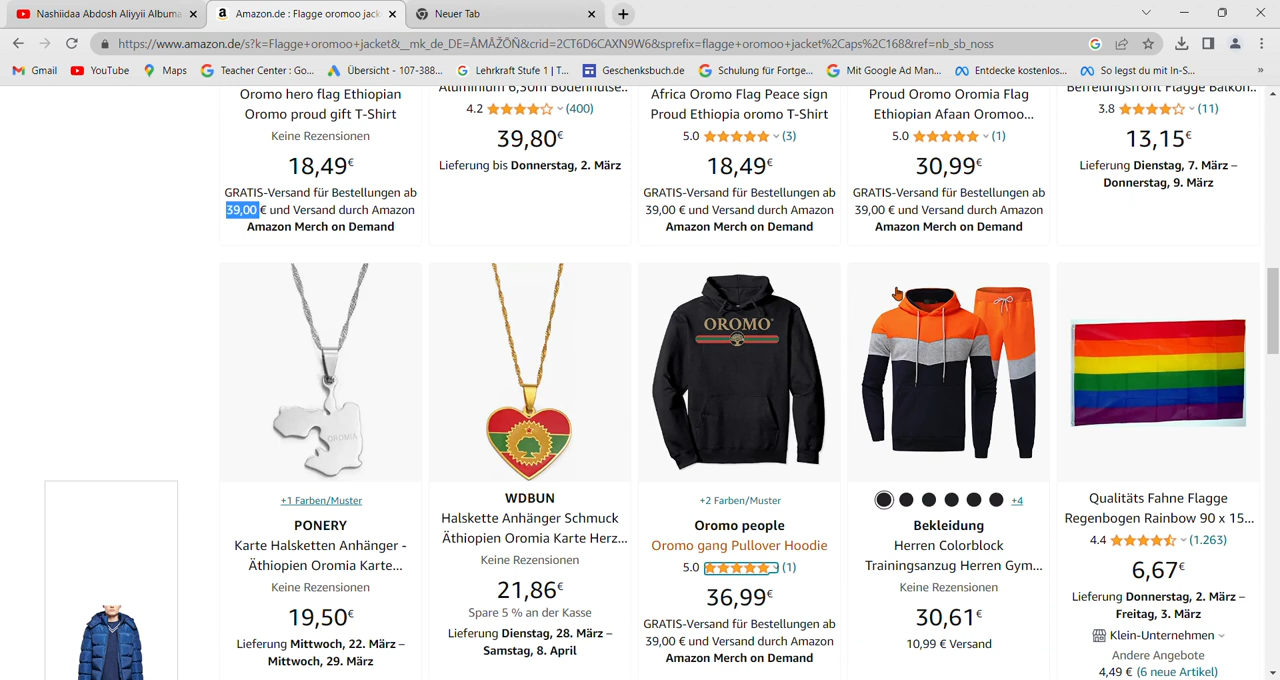 Nashiidaa Abdosh Aliyyii Albuma
Amazon.de : Flagge oromoo jack
Neuer Tab
https://www.amazon.de/s?k=Flagge+oromoo+jacket&__mk_de_DE=ÅMÅŽÕÑ&crid=2CT6D6CAXN9W6&sprefix=flagge+oromoo+jacket%2Caps%2C168&ref=nb_sb_noss
Gmail
YouTube
Maps
Teacher Center : Go...
Übersicht - 107-388...
Lehrkraft Stufe 1 | T...
Geschenksbuch.de
Schulung für Fortge...
Mit Google Ad Man...
Entdecke kostenlos...
So legst du mit In-S...
»
Oromo hero flag Ethiopian
Oromo proud gift T-Shirt
Keine Rezensionen
18,49€
GRATIS-Versand für Bestellungen ab
39,00 € und Versand durch Amazon
Amazon Merch on Demand
Aluminium 6,50m Bodenhülse...
4.2 (400)
39,80€
Lieferung bis Donnerstag, 2. März
Africa Oromo Flag Peace sign
Proud Ethiopia oromo T-Shirt
5.0 (3)
18,49€
GRATIS-Versand für Bestellungen ab
39,00 € und Versand durch Amazon
Amazon Merch on Demand
Proud Oromo Oromia Flag
Ethiopian Afaan Oromoo...
5.0 (1)
30,99€
GRATIS-Versand für Bestellungen ab
39,00 € und Versand durch Amazon
Amazon Merch on Demand
Befreiungsfront Flagge Balkon...
3.8 (11)
13,15€
Lieferung Dienstag, 7. März –
Donnerstag, 9. März
OROMIA
+1 Farben/Muster
PONERY
Karte Halsketten Anhänger -
Äthiopien Oromia Karte...
Keine Rezensionen
19,50€
Lieferung Mittwoch, 22. März –
Mittwoch, 29. März
WDBUN
Halskette Anhänger Schmuck
Äthiopien Oromia Karte Herz...
Keine Rezensionen
21,86€
Spare 5 % an der Kasse
Lieferung Dienstag, 28. März –
Samstag, 8. April
OROMO
+2 Farben/Muster
Oromo people
Oromo gang Pullover Hoodie
5.0 (1)
36,99€
GRATIS-Versand für Bestellungen ab
39,00 € und Versand durch Amazon
Amazon Merch on Demand
+4
Bekleidung
Herren Colorblock
Trainingsanzug Herren Gym...
Keine Rezensionen
30,61€
10,99 € Versand
Qualitäts Fahne Flagge
Regenbogen Rainbow 90 x 15...
4.4 (1.263)
6,67€
Lieferung Donnerstag, 2. März –
Freitag, 3. März
Klein-Unternehmen
Andere Angebote
4,49 € (6 neue Artikel)